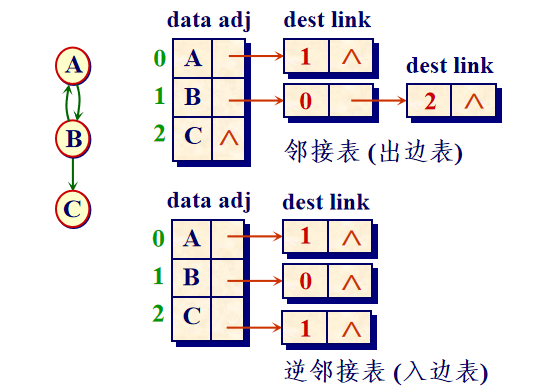 data adj
dest link
dest link
0 A 1 ∧
1 B 0 2 ∧
2 C ∧
邻接表 (出边表)
A
B
C
data adj
dest link
0 A 1 ∧
1 B 0 ∧
2 C 1 ∧
逆邻接表 (入边表)